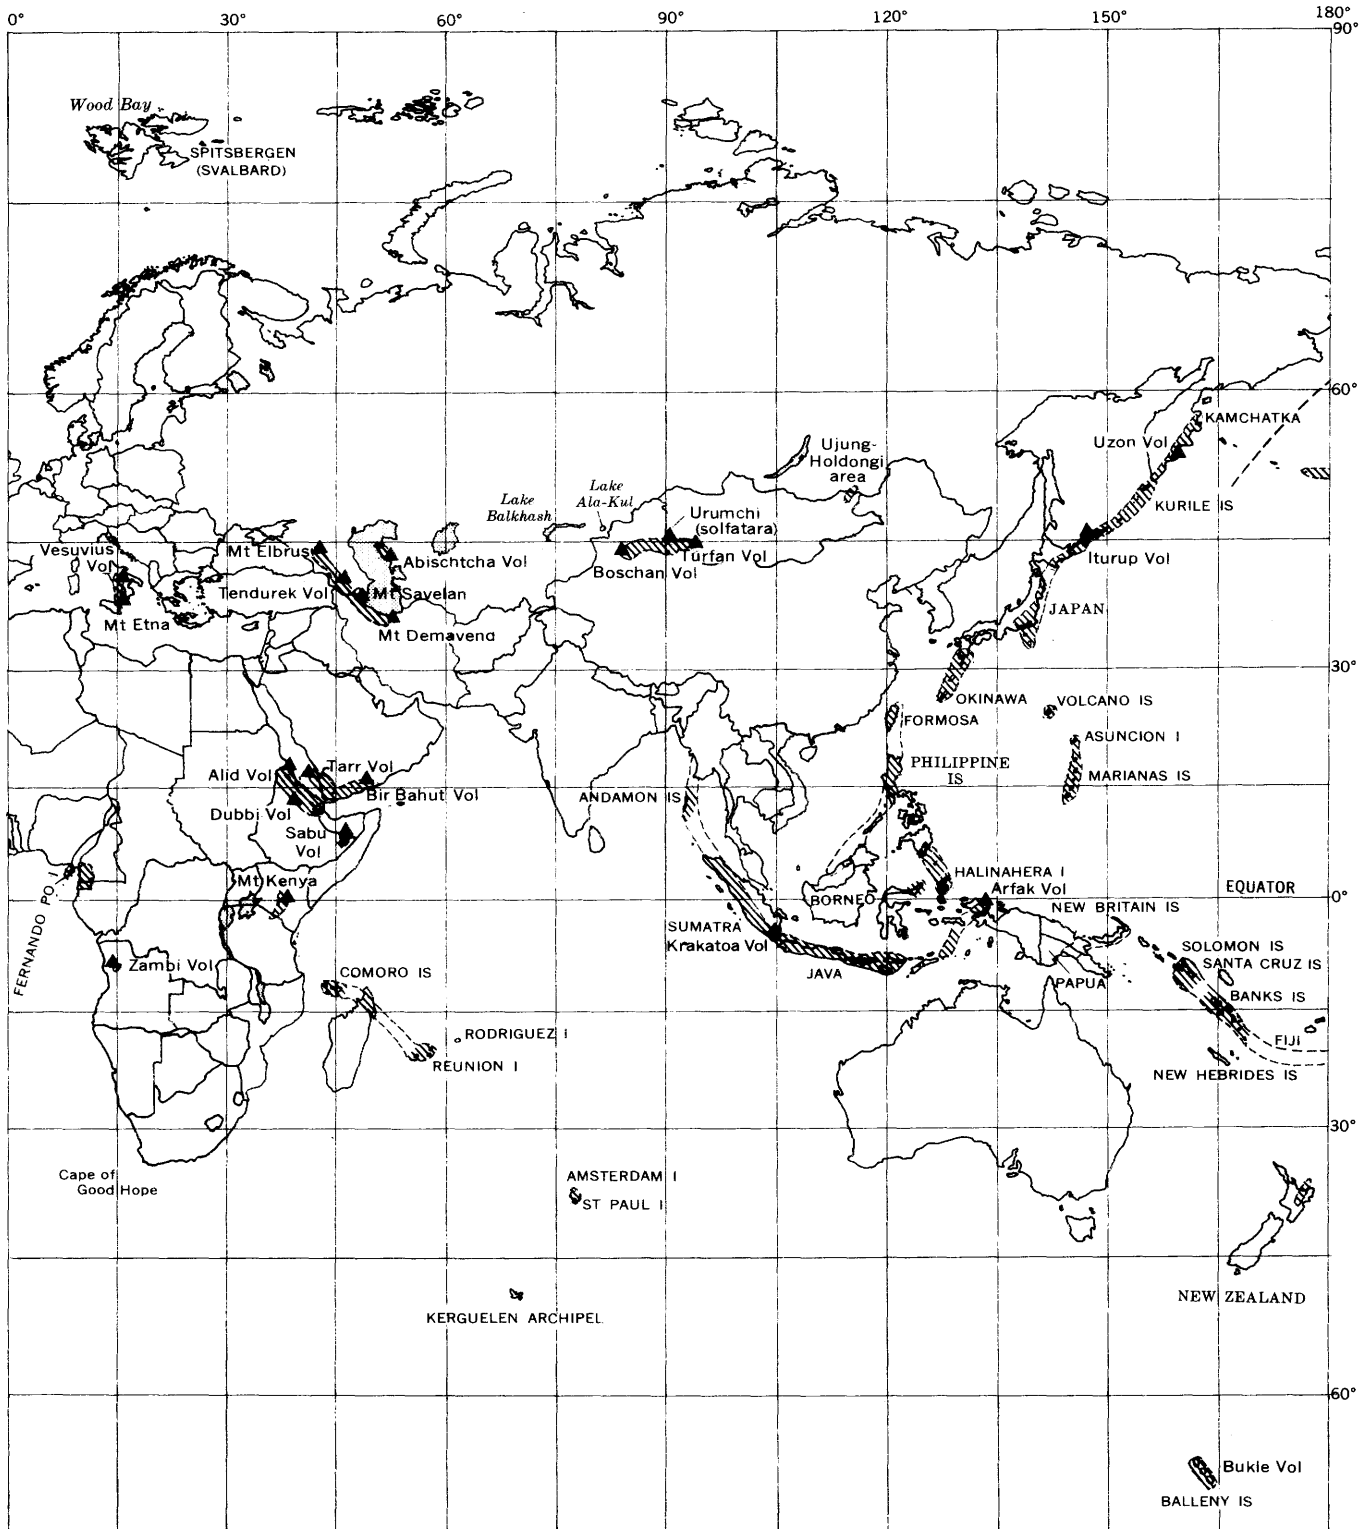 0°
30°
60°
90°
120°
150°
180°
90°
Wood Bay
SPITSBERGEN
(SVALBARD)
60°
KAMCHATKA
Uzon Vol
Ujung-
Holdongi
area
Lake
Balkhash
Lake
Ala-Kul
Urumchi
(solfatara)
KURILE IS
Vesuvius
Vol
Mt Elbrus
Abischtcha Vol
Boschan Vol
Turfan Vol
Iturup Vol
Tendurek Vol
Mt Savelan
JAPAN
Mt Etna
Mt Demavend
30°
OKINAWA
VOLCANO IS
FORMOSA
ASUNCION I
PHILIPPINE
IS
MARIANAS IS
Alid Vol
Tarr Vol
Bir Bahut Vol
ANDAMON IS
Dubbi Vol
Sabu
Vol
FERNANDO PO I
Mt Kenya
HALINAHERA I
Arfak Vol
EQUATOR
0°
BORNEO
NEW BRITAIN IS
SUMATRA
Krakatoa Vol
SOLOMON IS
SANTA CRUZ IS
Zambi Vol
COMORO IS
JAVA
PAPUA
BANKS IS
RODRIGUEZ I
FIJI
REUNION I
NEW HEBRIDES IS
30°
Cape of
Good Hope
AMSTERDAM I
ST PAUL I
NEW ZEALAND
KERGUELEN ARCHIPEL
60°
Bukle Vol
BALLENY IS